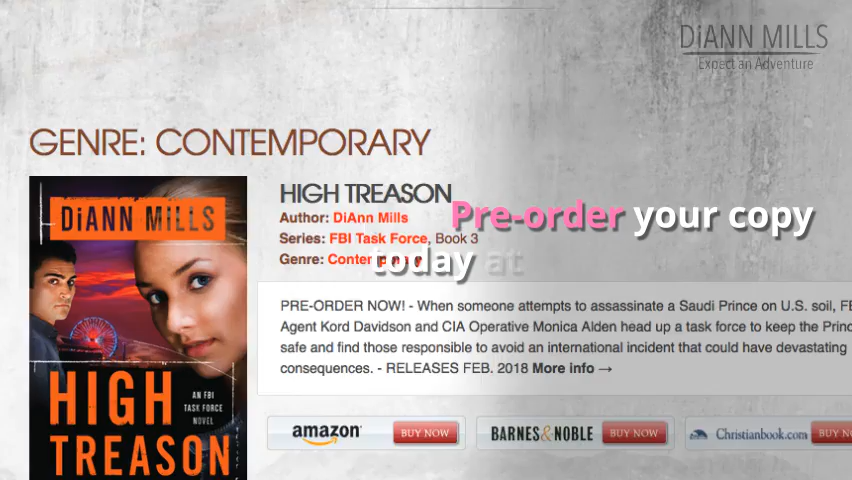 DiANN MILLS
Expect an Adventure
GENRE: CONTEMPORARY
DiANN MILLS
HIGH
TREASON
AN FBI
TASK FORCE
NOVEL
HIGH TREASON
Author: DiAnn Mills
Series: FBI Task Force, Book 3
Genre: Contemporary
Pre-order your copy
today at
PRE-ORDER NOW! - When someone attempts to assassinate a Saudi Prince on U.S. soil,
Agent Kord Davidson and CIA Operative Monica Alden head up a task force to keep the
safe and find those responsible to avoid an international incident that could have devastating
consequences. - RELEASES FEB. 2018 More info →
amazon BUY NOW
BARNES & NOBLE BUY NOW
Christianbook.com BUY